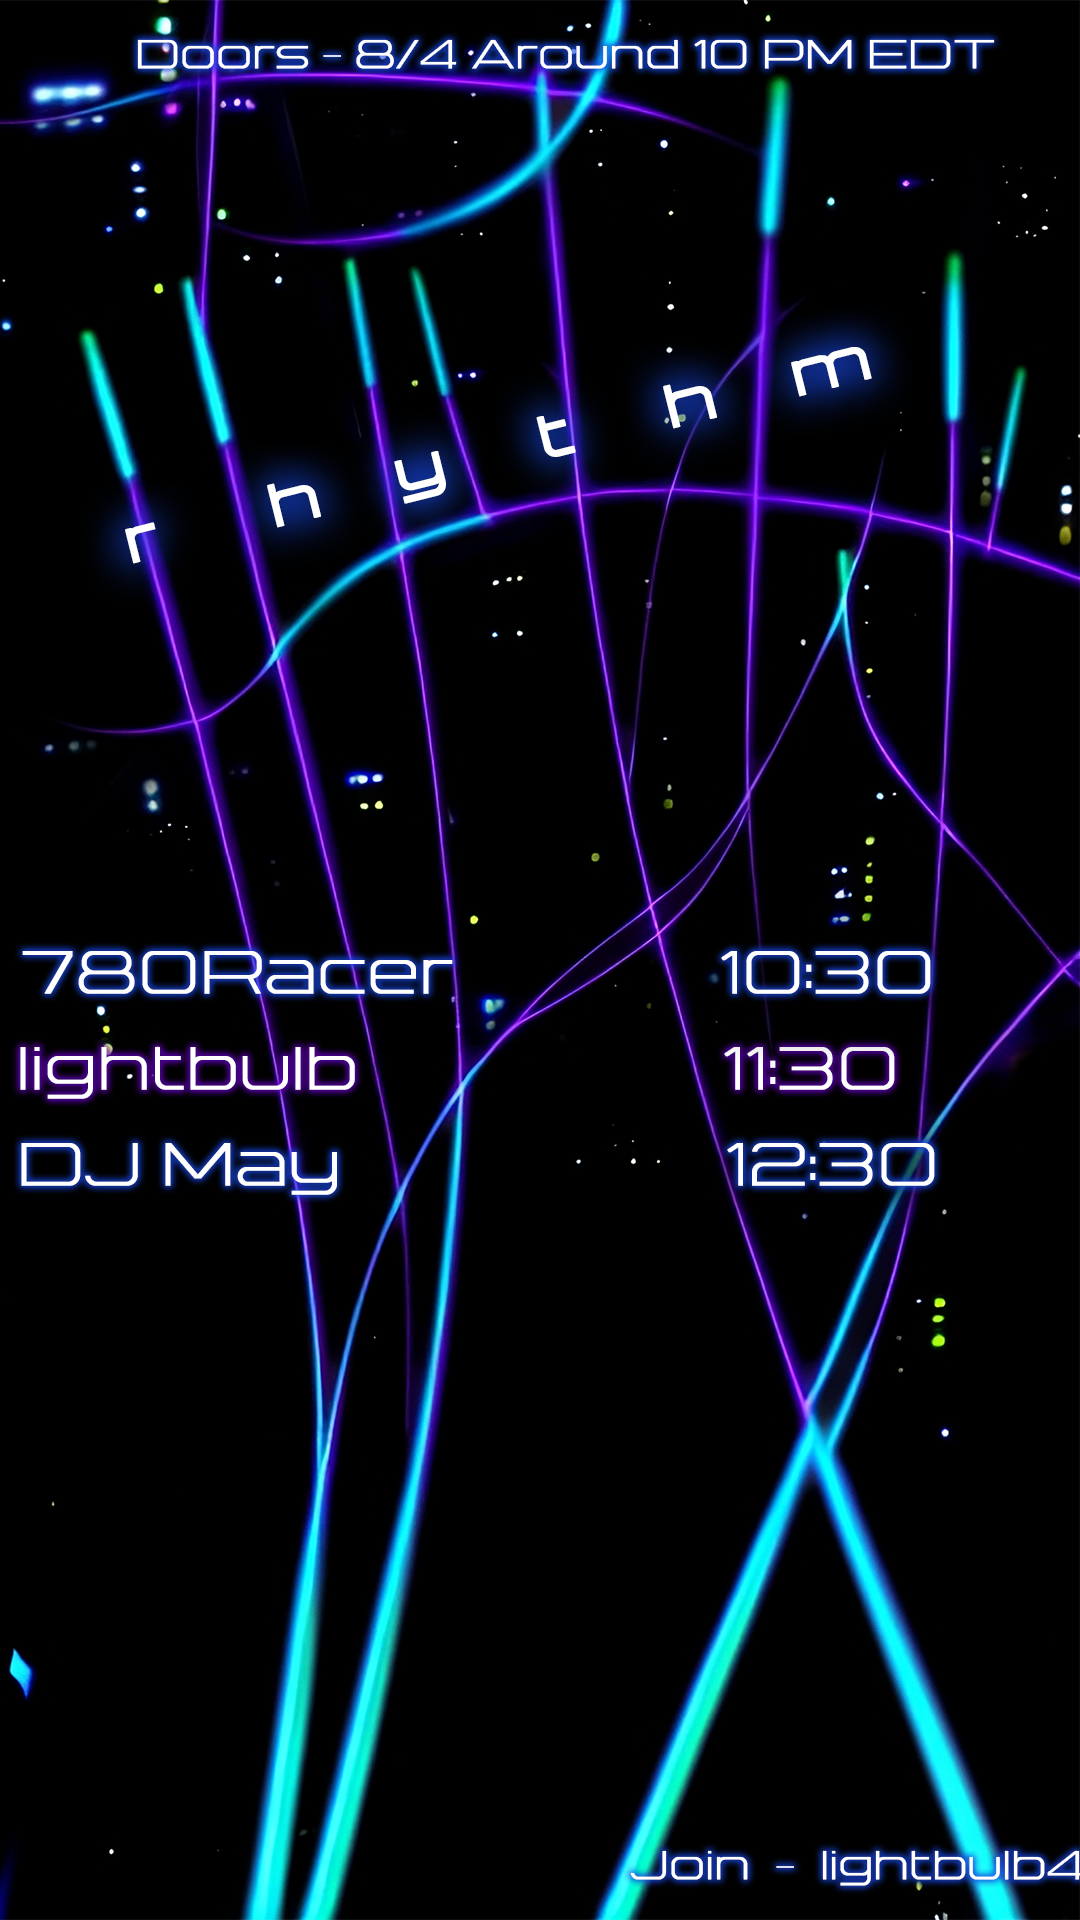 Doors - 8/4 Around 10 PM EDT
rhythm
780Racer 10:30
lightbulb 11:30
DJ May 12:30
Join - lightbulb4